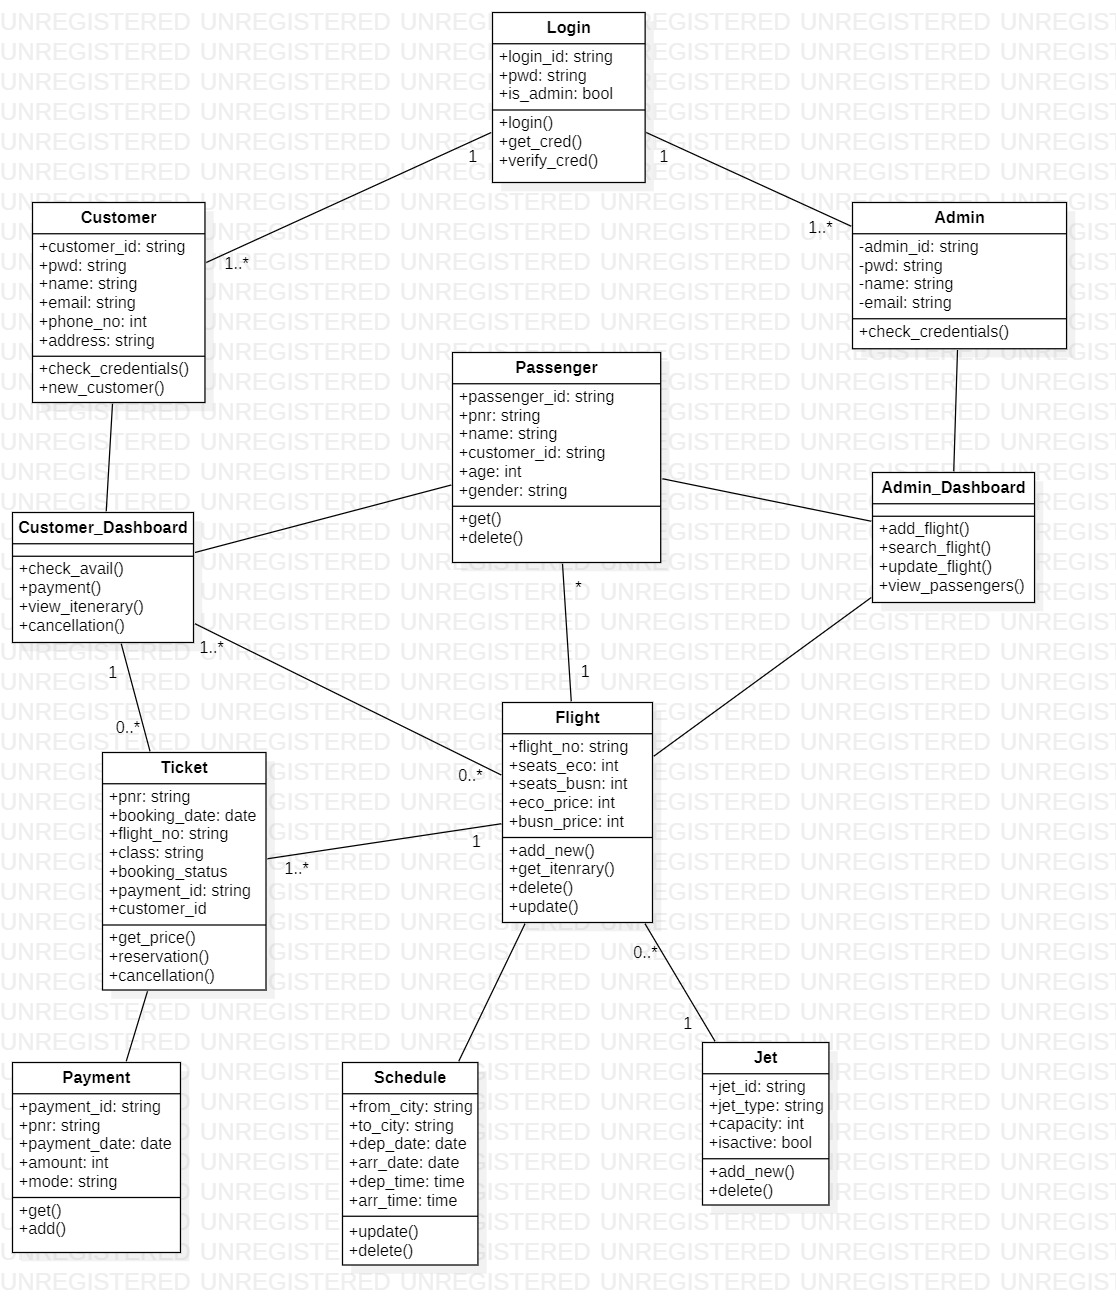 Login
+login_id: string
+pwd: string
+is_admin: bool
+login()
+get_cred()
+verify_cred()
1
1
1..*
1..*
Customer
+customer_id: string
+pwd: string
+name: string
+email: string
+phone_no: int
+address: string
+check_credentials()
+new_customer()
Admin
-admin_id: string
-pwd: string
-name: string
-email: string
+check_credentials()
Passenger
+passenger_id: string
+pnr: string
+name: string
+customer_id: string
+age: int
+gender: string
+get()
+delete()
Customer_Dashboard
+check_avail()
+payment()
+view_itenerary()
+cancellation()
Admin_Dashboard
+add_flight()
+search_flight()
+update_flight()
+view_passengers()
*
1
1..*
0..*
1
0..*
Flight
+flight_no: string
+seats_eco: int
+seats_busn: int
+eco_price: int
+busn_price: int
+add_new()
+get_itenrary()
+delete()
+update()
Ticket
+pnr: string
+booking_date: date
+flight_no: string
+class: string
+booking_status
+payment_id: string
+customer_id
+get_price()
+reservation()
+cancellation()
1
1..*
0..*
1
Payment
+payment_id: string
+pnr: string
+payment_date: date
+amount: int
+mode: string
+get()
+add()
Schedule
+from_city: string
+to_city: string
+dep_date: date
+arr_date: date
+dep_time: time
+arr_time: time
+update()
+delete()
Jet
+jet_id: string
+jet_type: string
+capacity: int
+isactive: bool
+add_new()
+delete()
UNREGISTERED